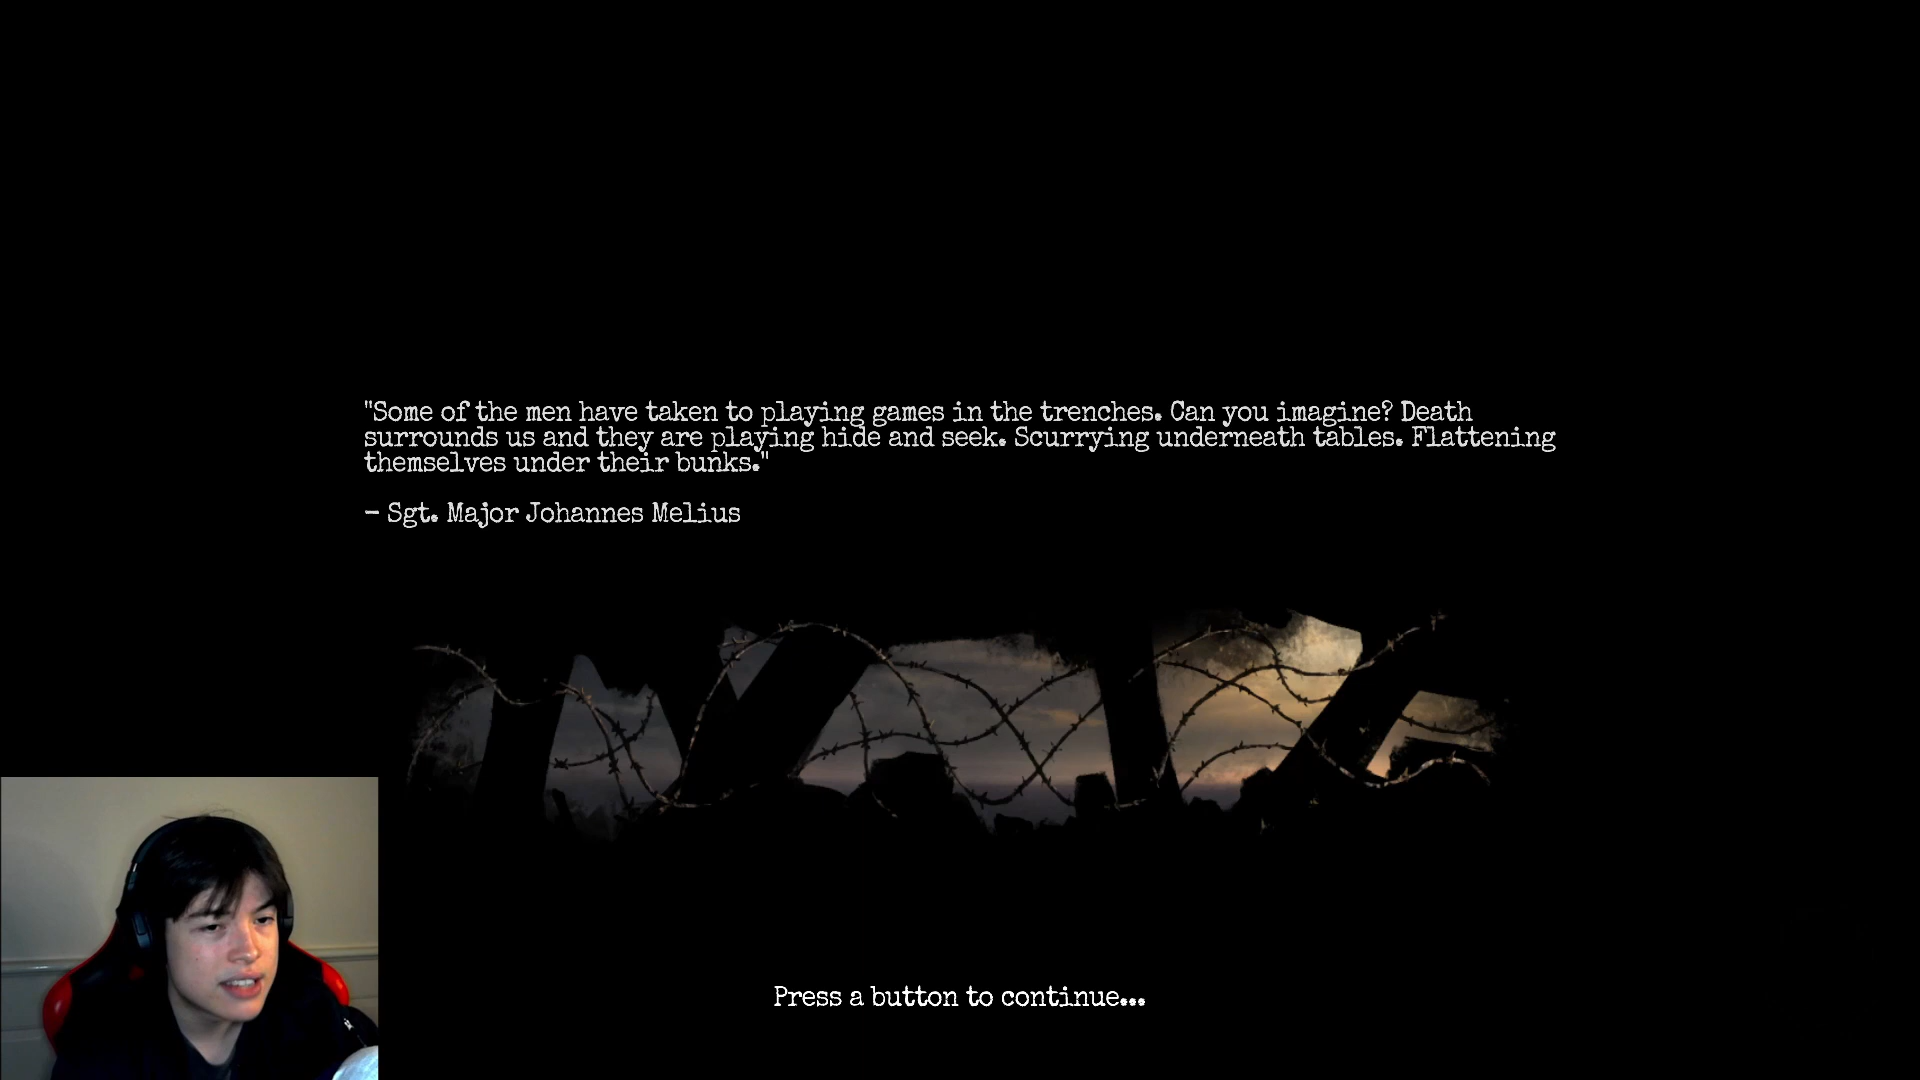 "Some of the men have taken to playing games in the trenches. Can you imagine? Death
surrounds us and they are playing hide and seek. Scurrying underneath tables. Flattening
themselves under their bunks."
- Sgt. Major Johannes Melius
Press a button to continue...